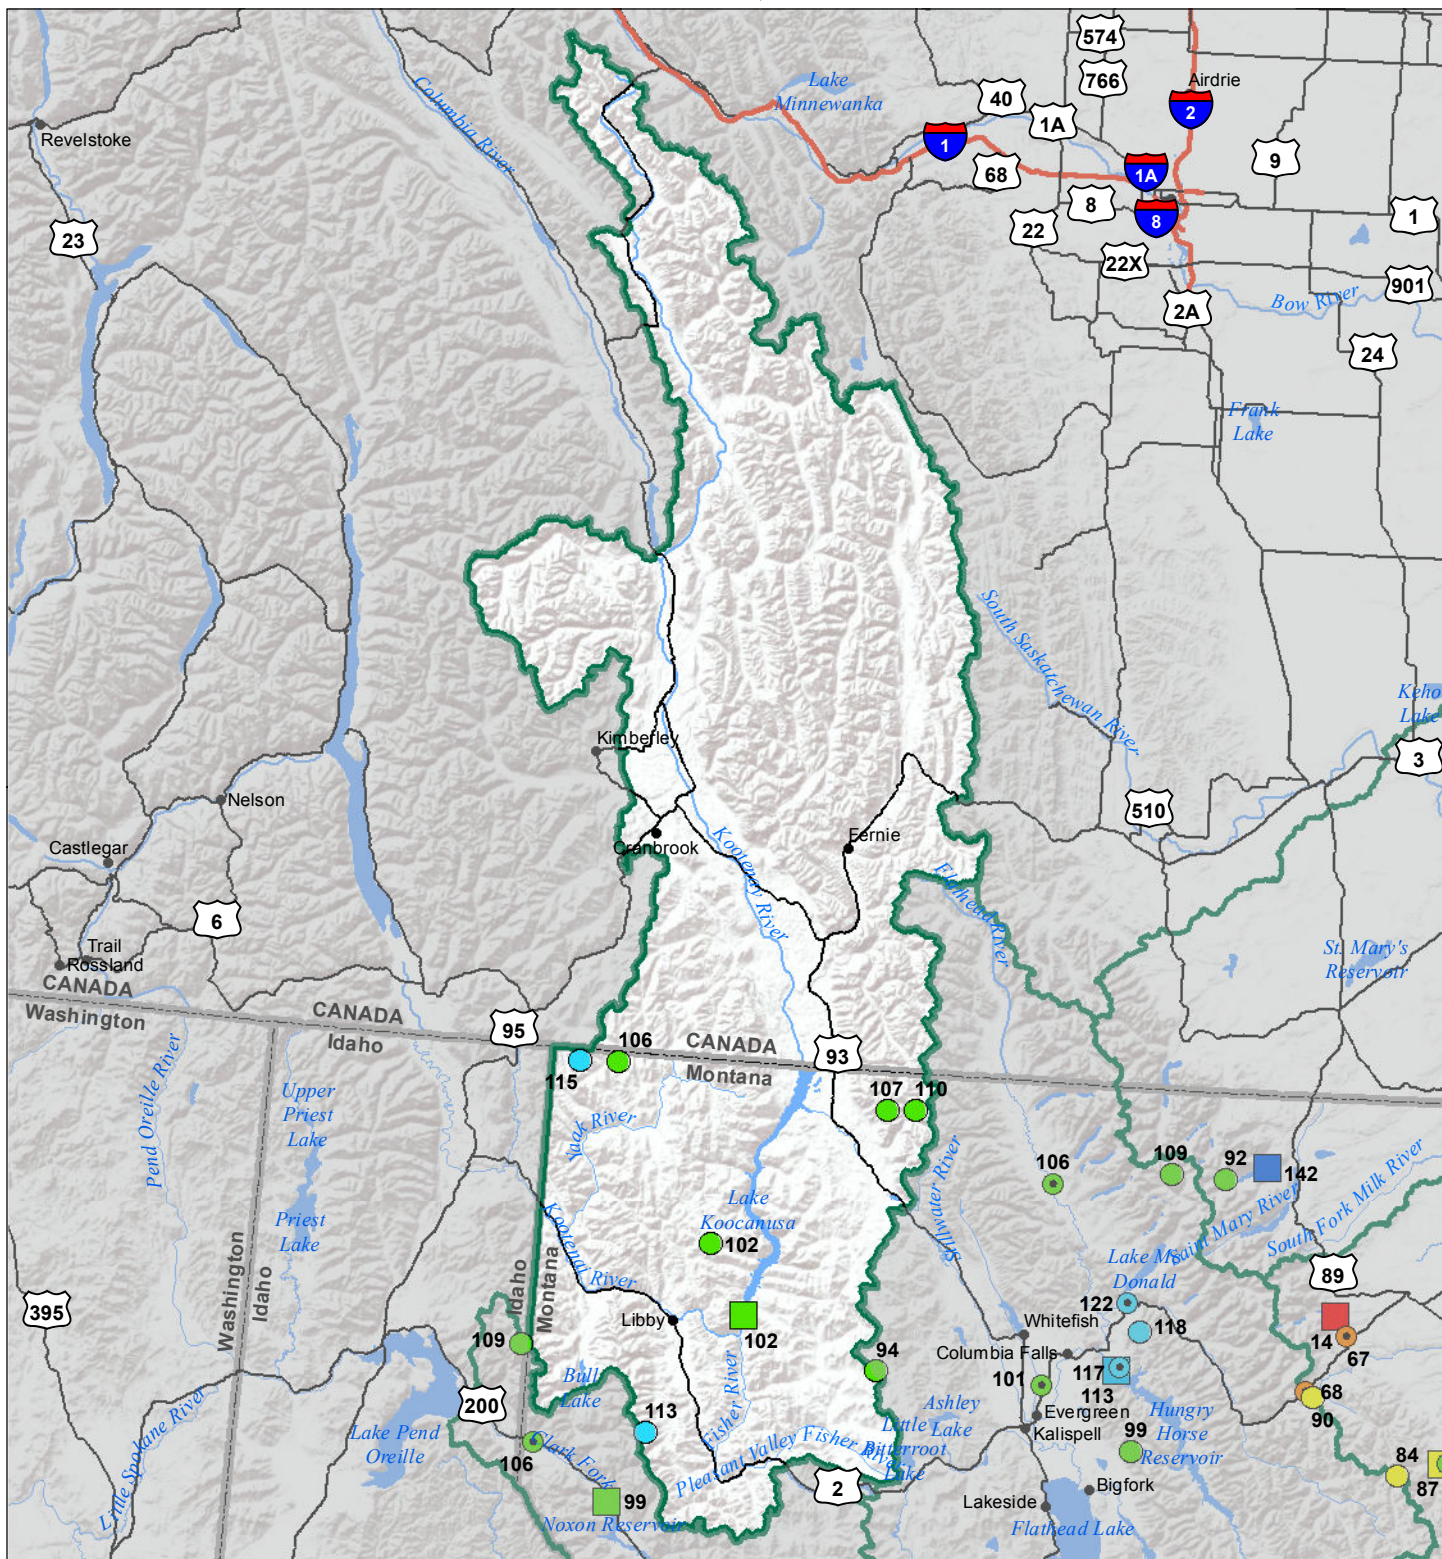 574
Airdrie
Lake
Minnewanka
766
40
2
1A
Columbia River
Revelstoke
1
68
1A
9
8
8
1
22
23
22X
901
Bow River
2A
24
Frank
Lake
South Saskatchewan River
Keho
Lake
Kimberley
3
Nelson
510
Castlegar
Cranbrook
Kootenay River
Fernie
Flathead River
6
Trail
Rossland
St. Mary's
Reservoir
CANADA
Washington
CANADA
Idaho
95
106
115
CANADA
Montana
93
107
110
Pend Oreille River
Upper
Priest
Lake
Yaak River
Stillwater River
106
109
92
142
South Fork Milk River
Saint Mary River
Priest
Lake
Kootenai River
Lake
Koocanusa
102
Washington
Idaho
Idaho
Montana
Lake Mc
Donald
89
395
122
118
Whitefish
Libby
102
14
67
109
94
Columbia Falls
117
113
101
Bull
Lake
68
90
200
113
Fisher River
Ashley
Lake
Evergreen
Kalispell
Hungry
Horse
Reservoir
Little
Bitterroot
Lake
Lake Pend
Oreille
Little Spokane River
Clark Fork
106
Pleasant Valley Fisher River
99
84
87
2
99
Noxon Reservoir
Bigfork
Lakeside
Flathead Lake